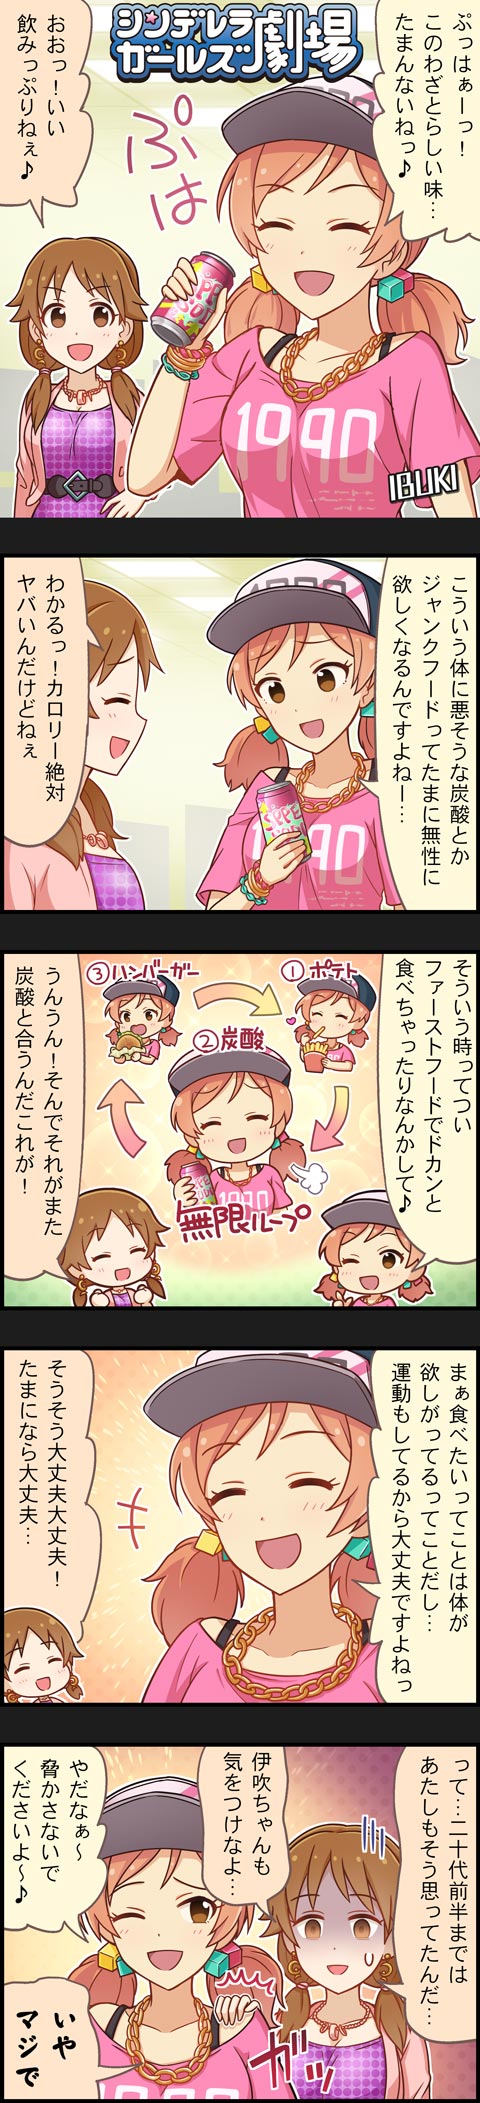 シンデレラ
ガールズ劇場
ぷっはぁーっ!
このわざとらしい味…
たまんないねっ♪
ぷは
おおっ!いい
飲みっぷりねぇ♪
1990
IBUKI
こういう体に悪そうな炭酸とか
ジャンクフードってたまに無性に
欲しくなるんですよねー…
わかるっ!カロリー絶対
ヤバいんだけどねぇ
1990
そういう時ってつい
ファーストフードでドカンと
食べちゃったりなんかして♪
①ポテト
②炭酸
③ハンバーガー
無限ループ
うんうん!そんでそれがまた
炭酸と合うんだこれが!
まぁ食べたいってことは体が
欲しがってるってことだし…
運動もしてるから大丈夫ですよねっ
そうそう大丈夫大丈夫!
たまになら大丈夫…
って…二十代前半までは
あたしもそう思ってたんだ…
伊吹ちゃんも
気をつけなよ…
ガッ
やだなぁ〜
脅かさないで
くださいよ〜♪
いや
マジで